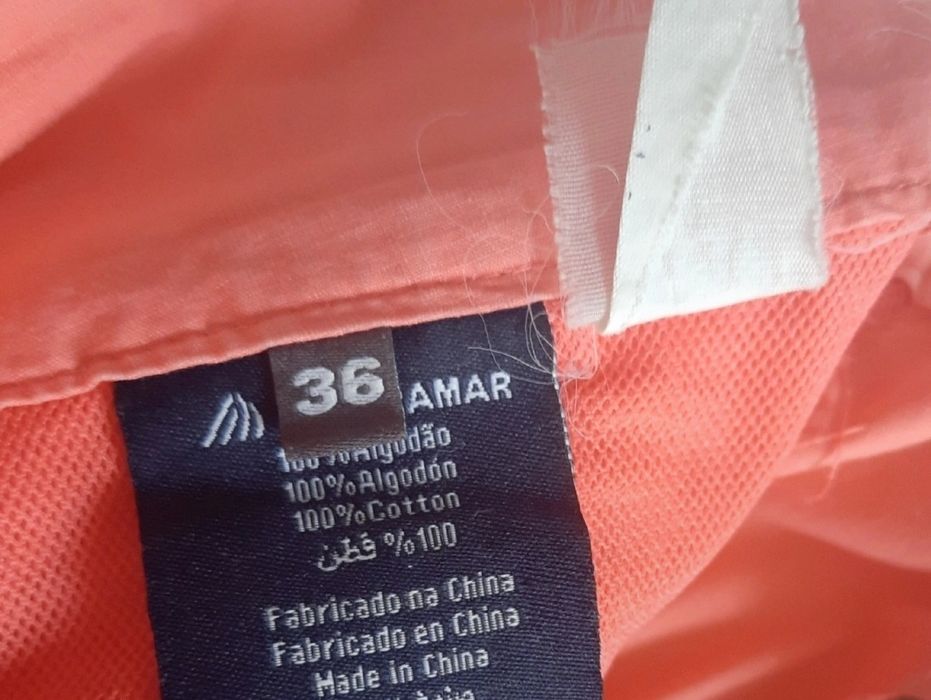 36
AMAR
100%Algodão
100%Algodón
100%Cotton
100% قطن
Fabricado na China
Fabricado en China
Made in China